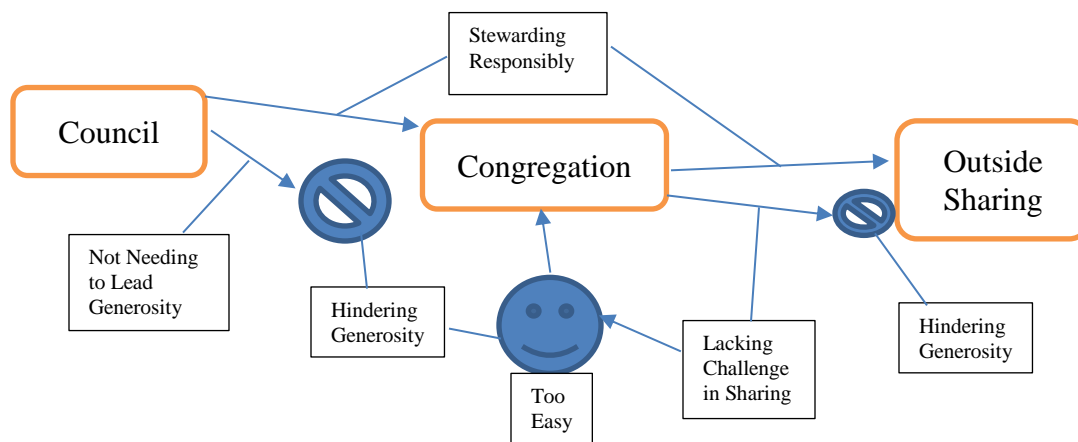 Stewarding
Responsibly
Council
Congregation
Outside
Sharing
Not Needing
to Lead
Generosity
Hindering
Generosity
Too
Easy
Lacking
Challenge
in Sharing
Hindering
Generosity